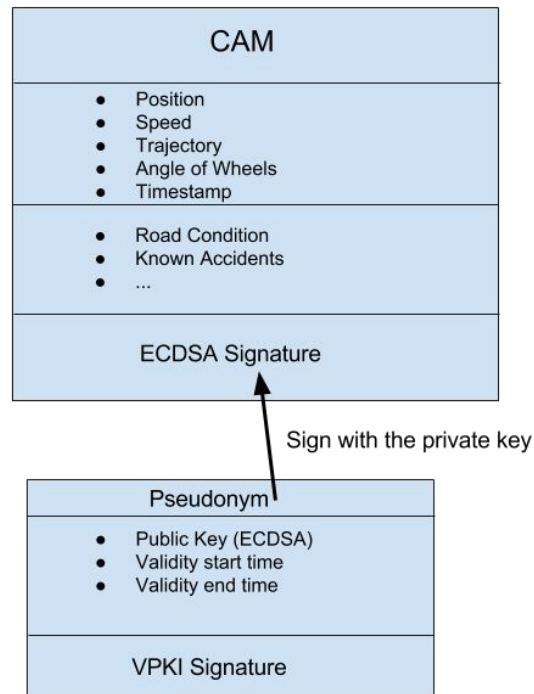 CAM
● Position
● Speed
● Trajectory
● Angle of Wheels
● Timestamp
● Road Condition
● Known Accidents
● ...
ECDSA Signature
Sign with the private key
Pseudonym
● Public Key (ECDSA)
● Validity start time
● Validity end time
VPKI Signature